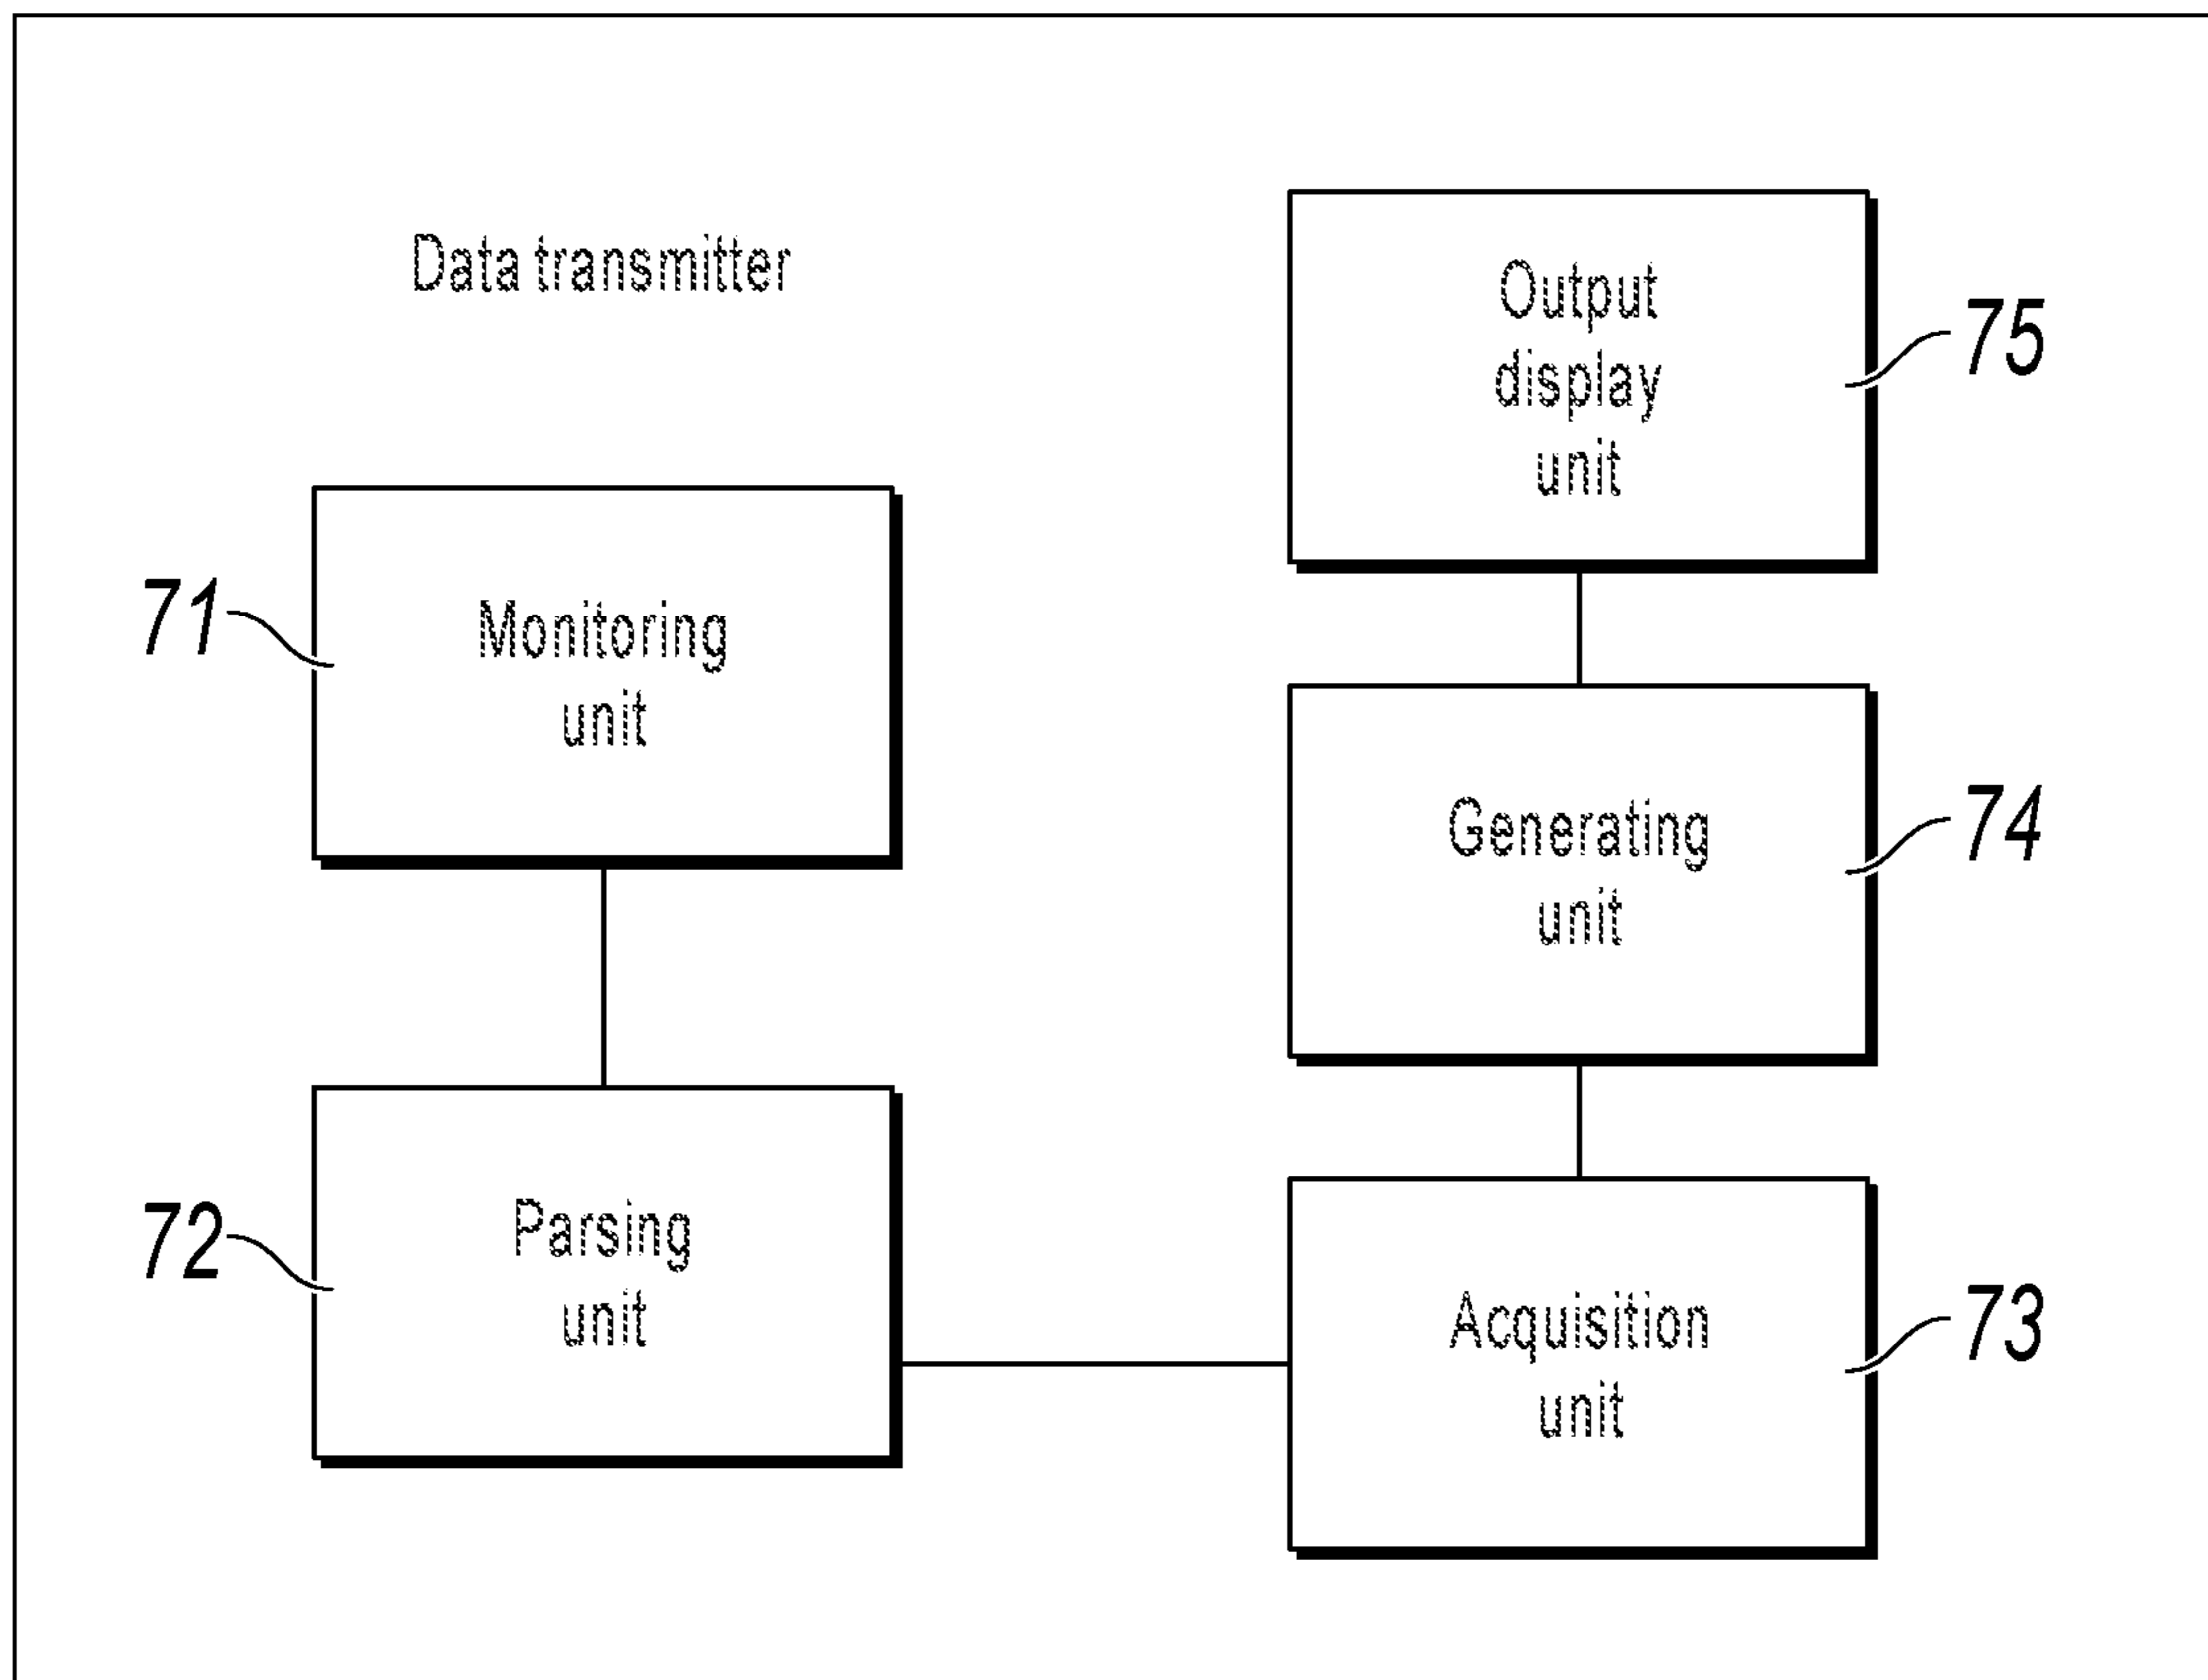 Data transmitter
71
Monitoring
unit
72
Parsing
unit
Output
display
unit
75
Generating
unit
74
Acquisition
unit
73